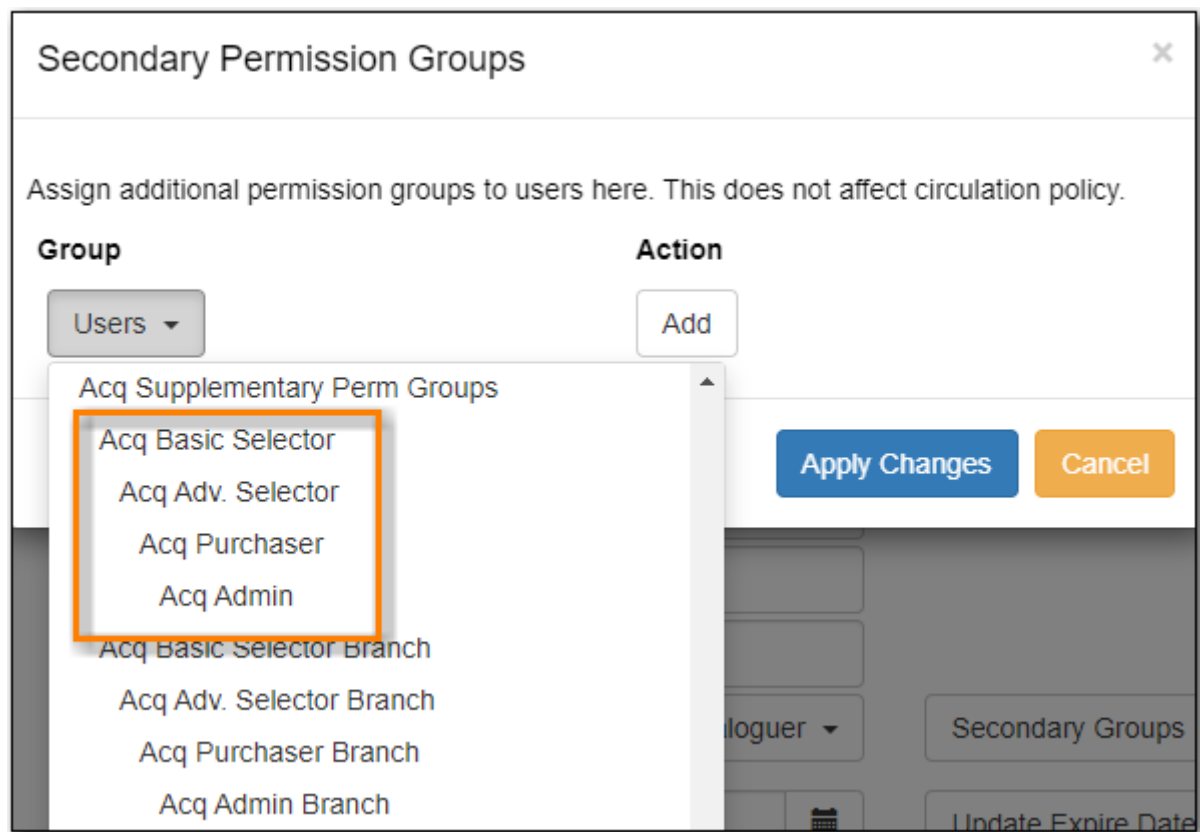 Secondary Permission Groups ×
Assign additional permission groups to users here. This does not affect circulation policy.
Group Action
Users Add
Acq Supplementary Perm Groups
Acq Basic Selector
Apply Changes Cancel
Acq Adv. Selector
Acq Purchaser
Acq Admin
Acq Basic Selector Branch
Acq Adv. Selector Branch
loguer Secondary Groups
Acq Purchaser Branch
Acq Admin Branch
Update Expire Date